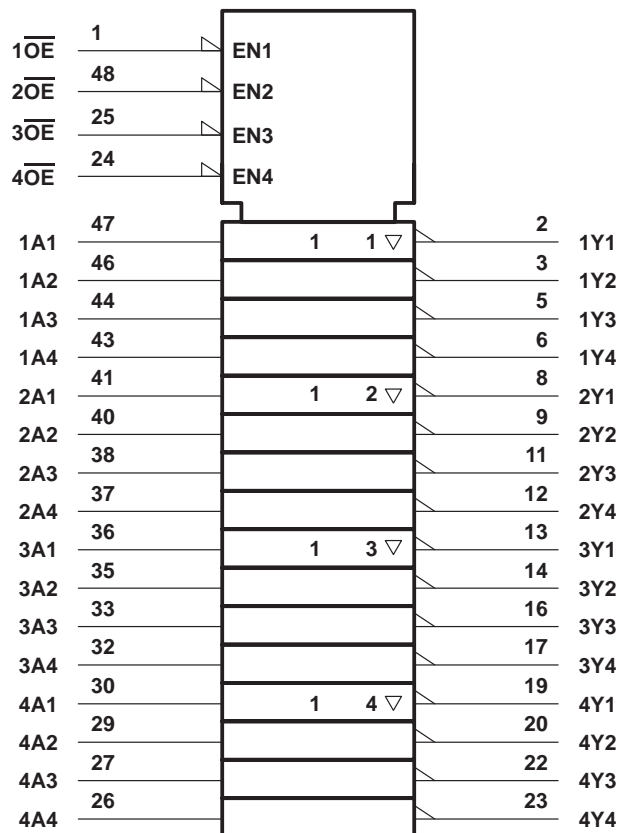 1O̅E̅ 1 EN1
2O̅E̅ 48 EN2
3O̅E̅ 25 EN3
4O̅E̅ 24 EN4
1A1 47 1 1 ▽ 2 1Y1
1A2 46 3 1Y2
1A3 44 5 1Y3
1A4 43 6 1Y4
2A1 41 1 2 ▽ 8 2Y1
2A2 40 9 2Y2
2A3 38 11 2Y3
2A4 37 12 2Y4
3A1 36 1 3 ▽ 13 3Y1
3A2 35 14 3Y2
3A3 33 16 3Y3
3A4 32 17 3Y4
4A1 30 1 4 ▽ 19 4Y1
4A2 29 20 4Y2
4A3 27 22 4Y3
4A4 26 23 4Y4